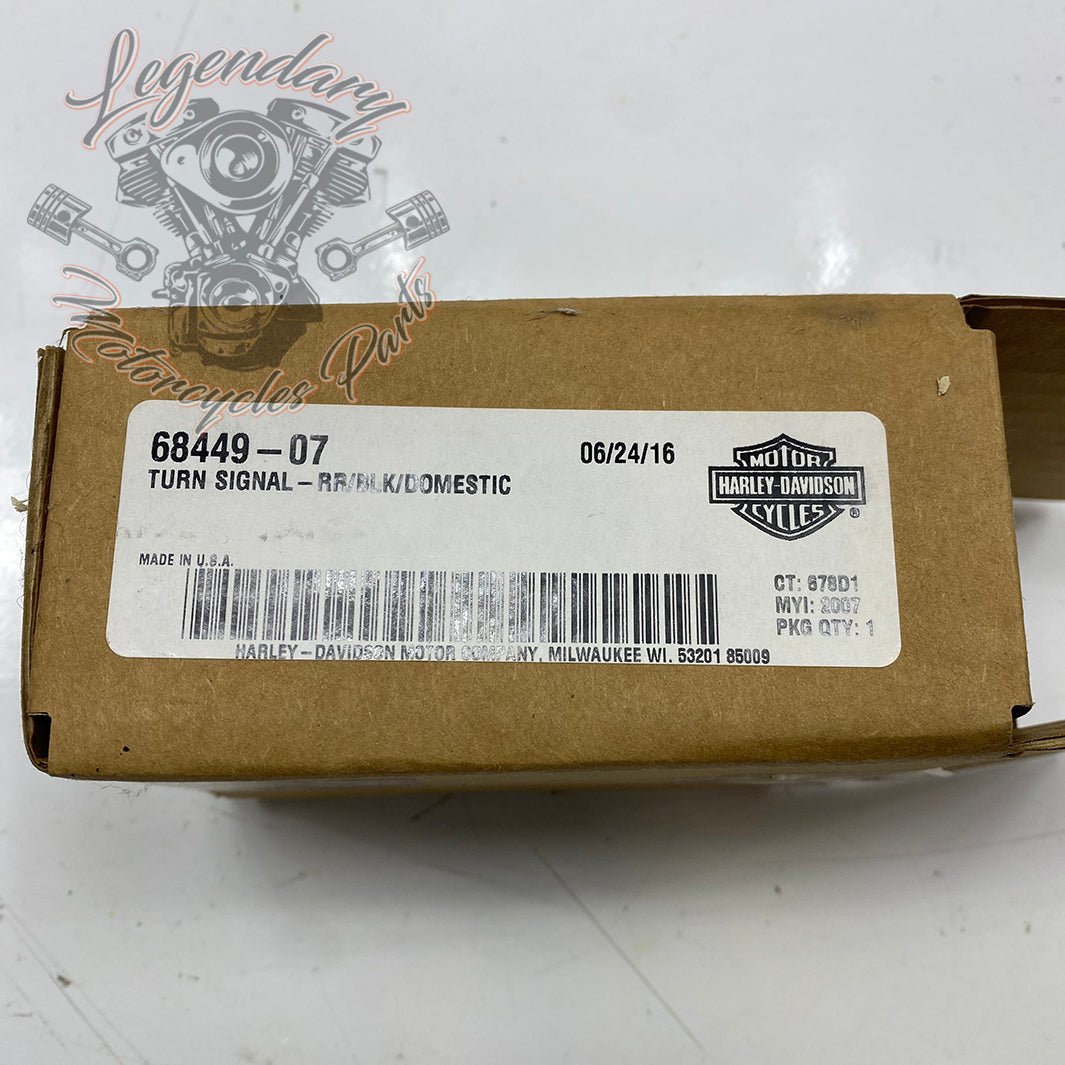 Legendary
Motorcycles Parts
68449-07
06/24/16
TURN SIGNAL-RR/BLK/DOMESTIC
MOTOR
HARLEY-DAVIDSON
CYCLES
®
MADE IN U.S.A.
CT: 678D1
MYI: 2007
PKG QTY: 1
HARLEY-DAVIDSON MOTOR COMPANY, MILWAUKEE WI. 53201 85009